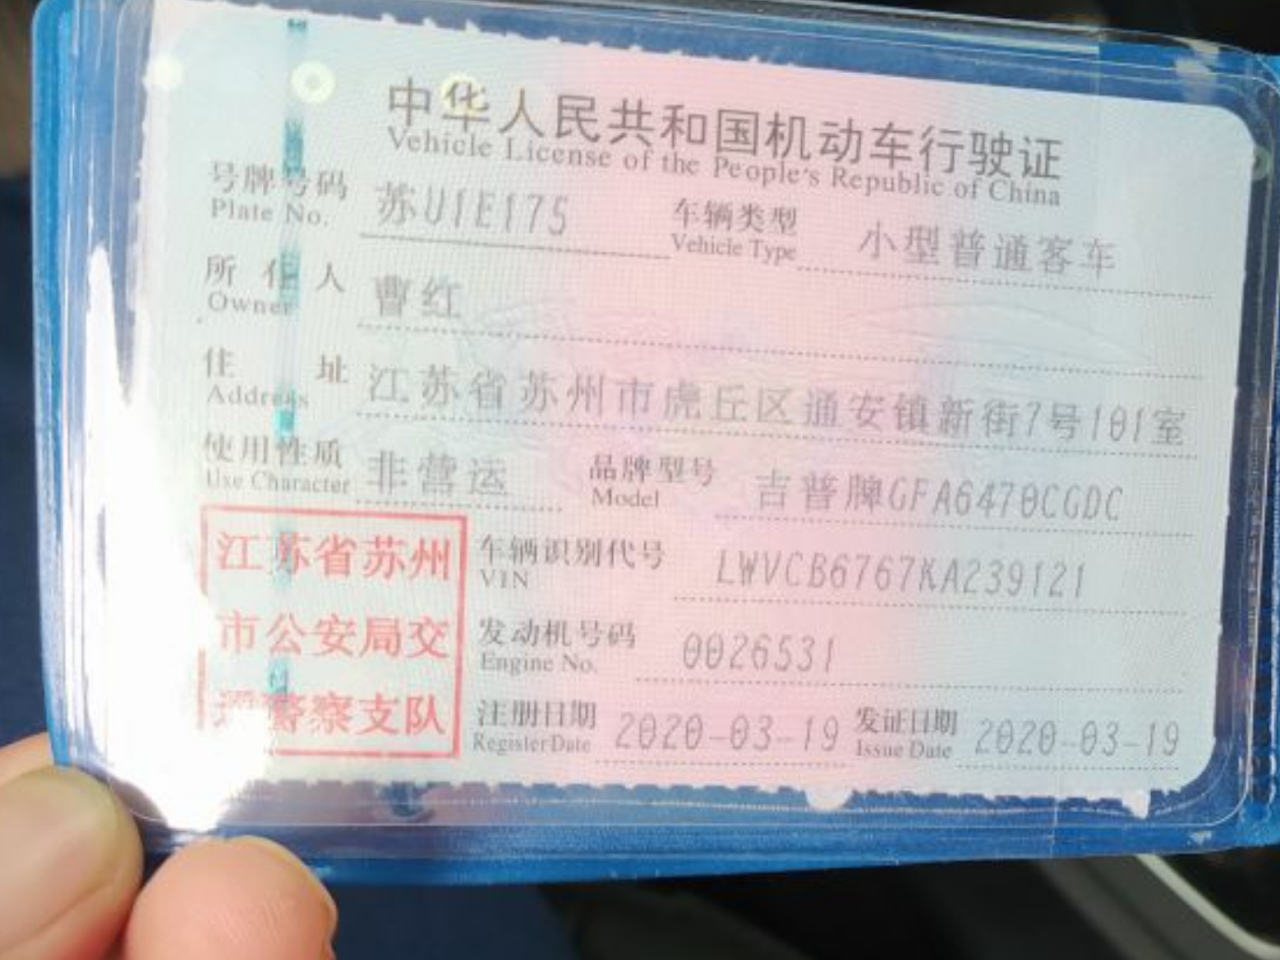 中华人民共和国机动车行驶证
Vehicle License of the People's Republic of China
号牌号码 苏U1E175 车辆类型 小型普通客车
Plate No. Vehicle Type
所有人 曹红
Owner
住址 江苏省苏州市虎丘区通安镇新街7号101室
Address
使用性质 非营运 品牌型号 吉普牌GFA6470CGDC
Use Character Model
江苏省苏州
市公安局交
通警察支队
车辆识别代号 LWVCB6767KA239121
VIN
发动机号码 0026531
Engine No.
注册日期 2020-03-19 发证日期 2020-03-19
Register Date Issue Date